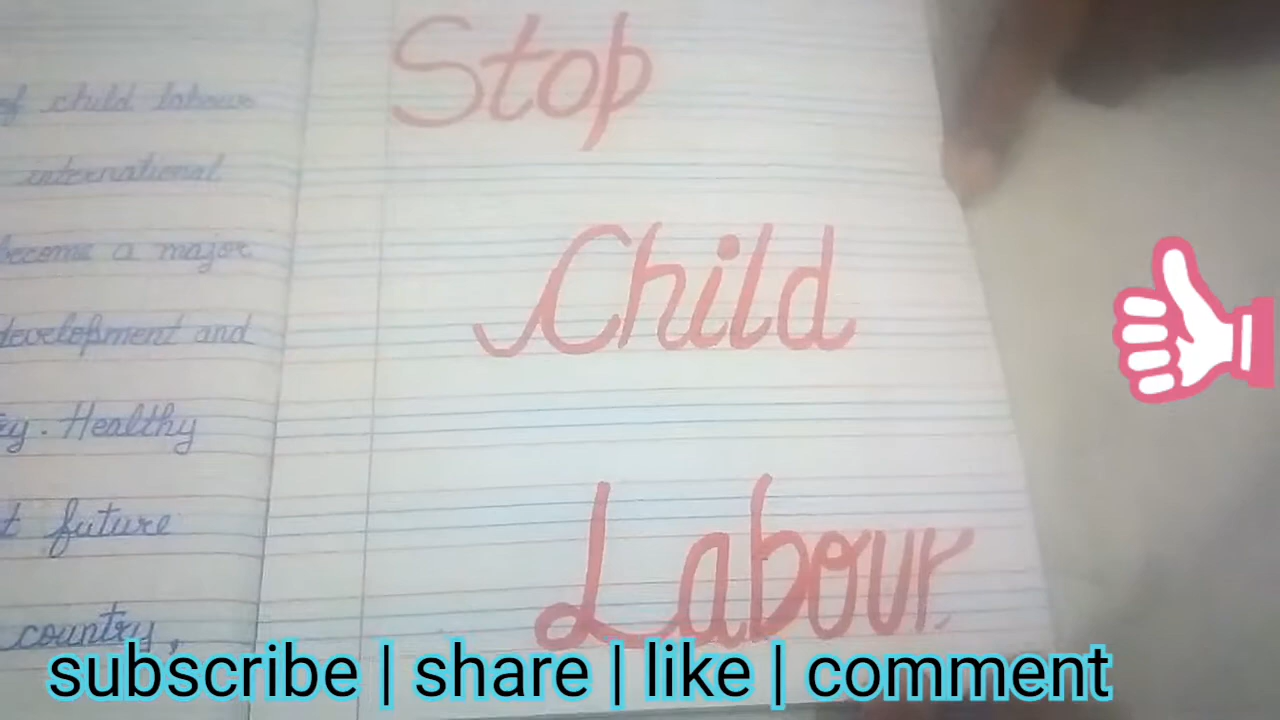 of child labour
international
become a major
development and
. Healthy
future
country,
Stop
Child
Labour.
subscribe | share | like | comment